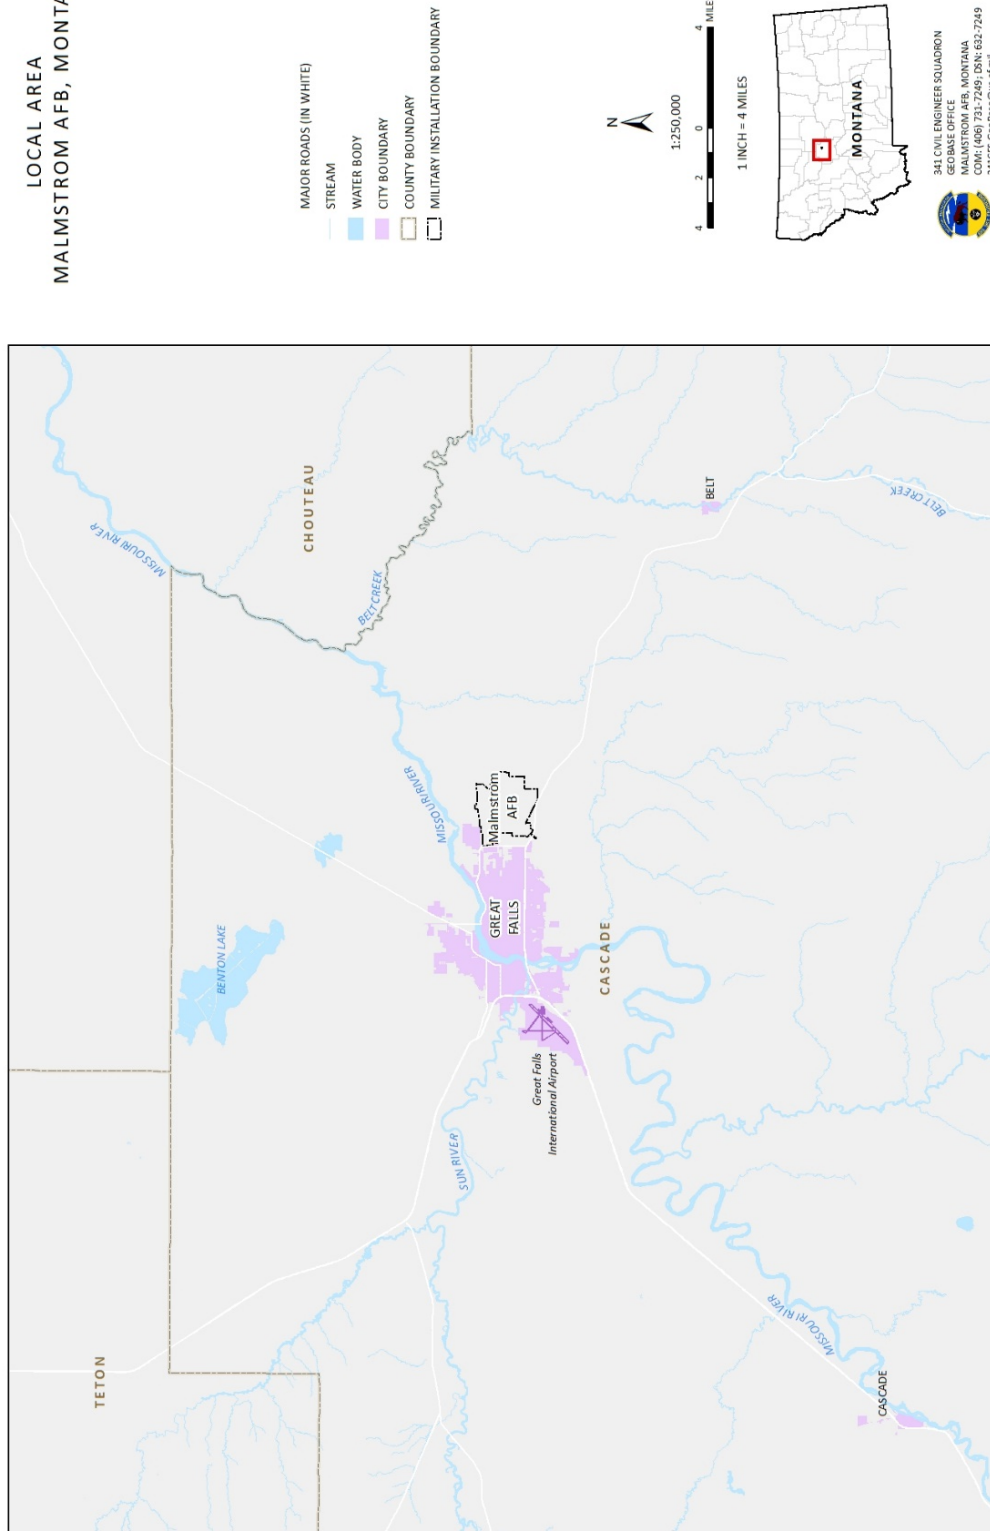 LOCAL AREA
MALMSTROM AFB, MONTA
MAJOR ROADS (IN WHITE)
STREAM
WATER BODY
CITY BOUNDARY
COUNTY BOUNDARY
MILITARY INSTALLATION BOUNDARY
N
1:250,000
4 2 0 4 MILE
1 INCH = 4 MILES
MONTANA
341 CIVIL ENGINEER SQUADRON
GEOBASE OFFICE
MALMSTROM AFB, MONTANA
COM: (406) 731-7249; DSN: 632-7249
TETON
CHOUTEAU
MISSOURI RIVER
BELT CREEK
BENTON LAKE
MISSOURI RIVER
SUN RIVER
GREAT
FALLS
Malmstrom
AFB
Great Falls
International Airport
CASCADE
BELT
BELT CREEK
MISSOURI RIVER
CASCADE